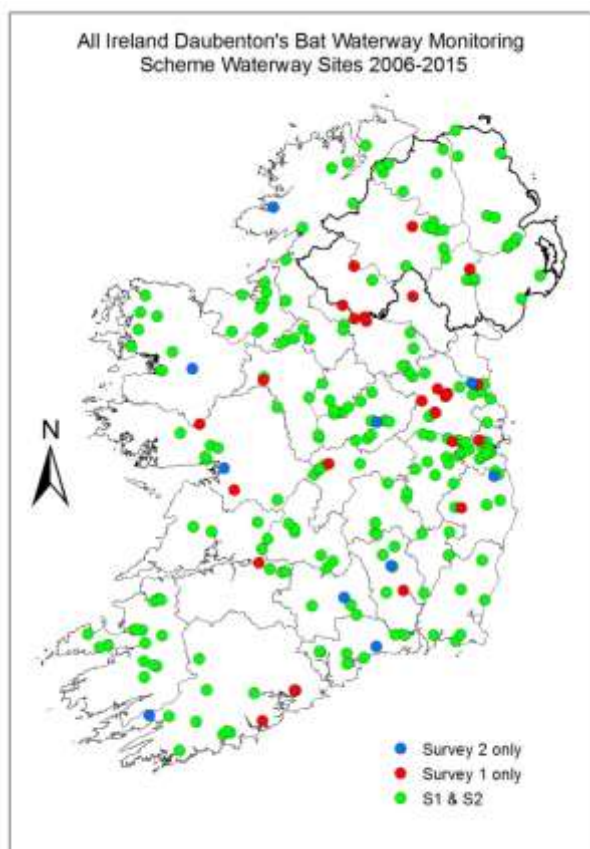 All Ireland Daubenton's Bat Waterway Monitoring
Scheme Waterway Sites 2006-2015
N
Survey 2 only
Survey 1 only
S1 & S2